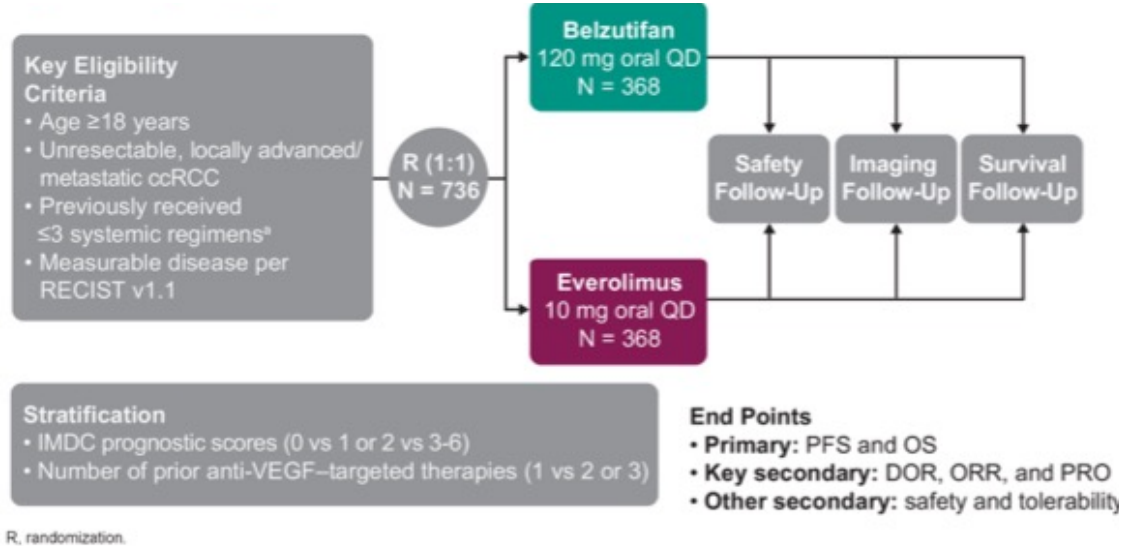 Key Eligibility
Criteria
• Age ≥18 years
• Unresectable, locally advanced/
metastatic ccRCC
• Previously received
≤3 systemic regimensᵃ
• Measurable disease per
RECIST v1.1
R (1:1)
N = 736
Belzutifan
120 mg oral QD
N = 368
Everolimus
10 mg oral QD
N = 368
Safety
Follow-Up
Imaging
Follow-Up
Survival
Follow-Up
Stratification
• IMDC prognostic scores (0 vs 1 or 2 vs 3-6)
• Number of prior anti-VEGF–targeted therapies (1 vs 2 or 3)
End Points
• Primary: PFS and OS
• Key secondary: DOR, ORR, and PRO
• Other secondary: safety and tolerability
R, randomization.